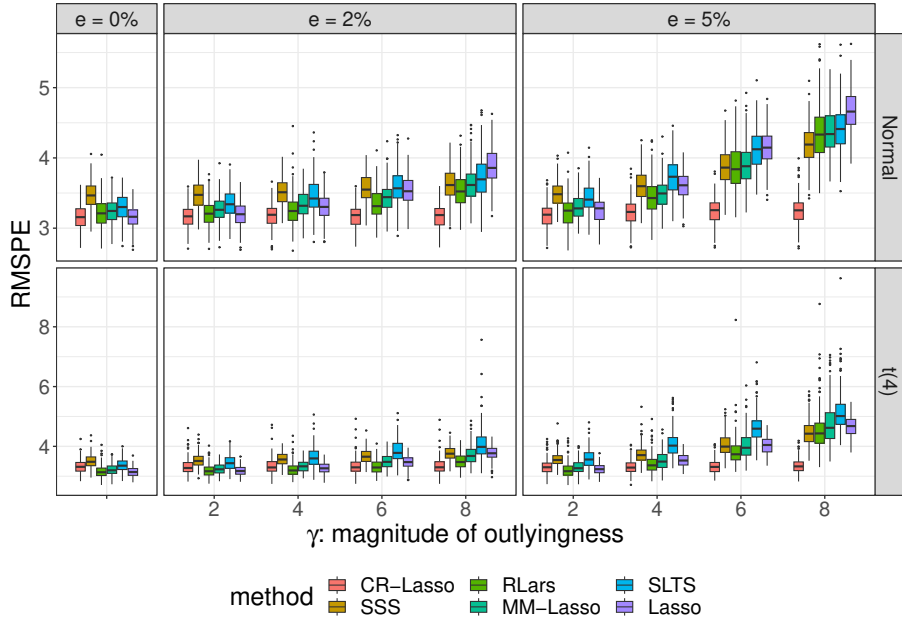 e = 0% e = 2% e = 5%
Normal
5
4
3
RMSPE
t(4)
8
6
4
2 4 6 8 2 4 6 8
γ: magnitude of outlyingness
method
CR−Lasso RLars SLTS
SSS MM−Lasso Lasso